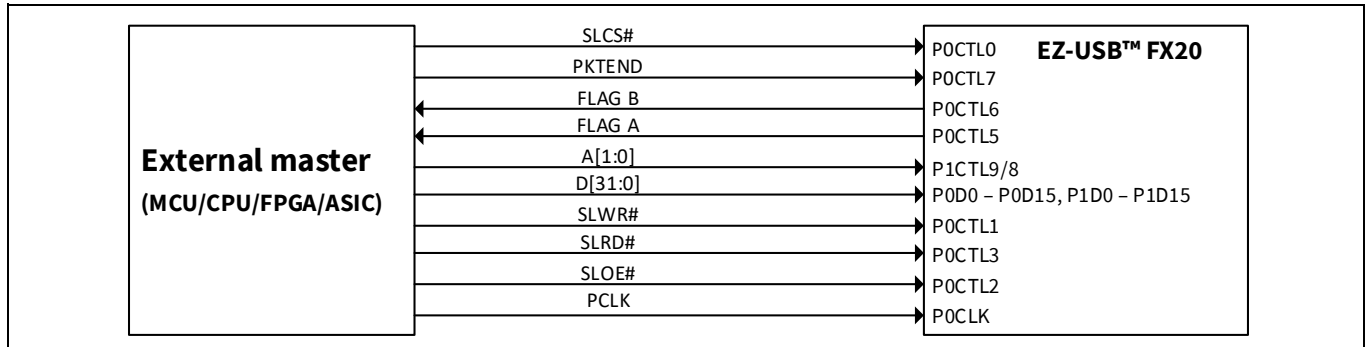 SLCS#
P0CTL0
EZ-USB™ FX20
PKTEND
P0CTL7
FLAG B
P0CTL6
FLAG A
P0CTL5
External master
(MCU/CPU/FPGA/ASIC)
A[1:0]
P1CTL9/8
D[31:0]
P0D0 – P0D15, P1D0 – P1D15
SLWR#
P0CTL1
SLRD#
P0CTL3
SLOE#
P0CTL2
PCLK
P0CLK